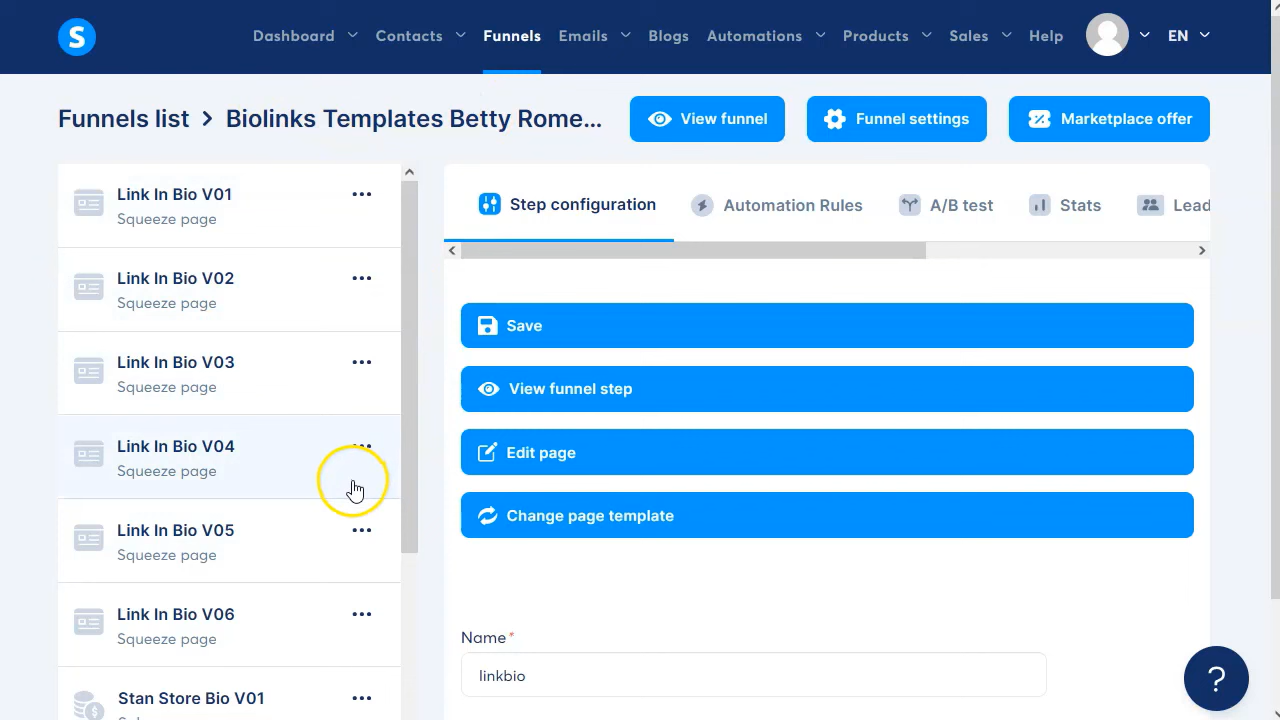 S Dashboard Contacts Funnels Emails Blogs Automations Products Sales Help EN
Funnels list > Biolinks Templates Betty Rome... View funnel Funnel settings Marketplace offer
Link In Bio V01
Squeeze page
Link In Bio V02
Squeeze page
Link In Bio V03
Squeeze page
Link In Bio V04
Squeeze page
Link In Bio V05
Squeeze page
Link In Bio V06
Squeeze page
Stan Store Bio V01
Step configuration Automation Rules A/B test Stats Lead
Save
View funnel step
Edit page
Change page template
Name*
linkbio
?